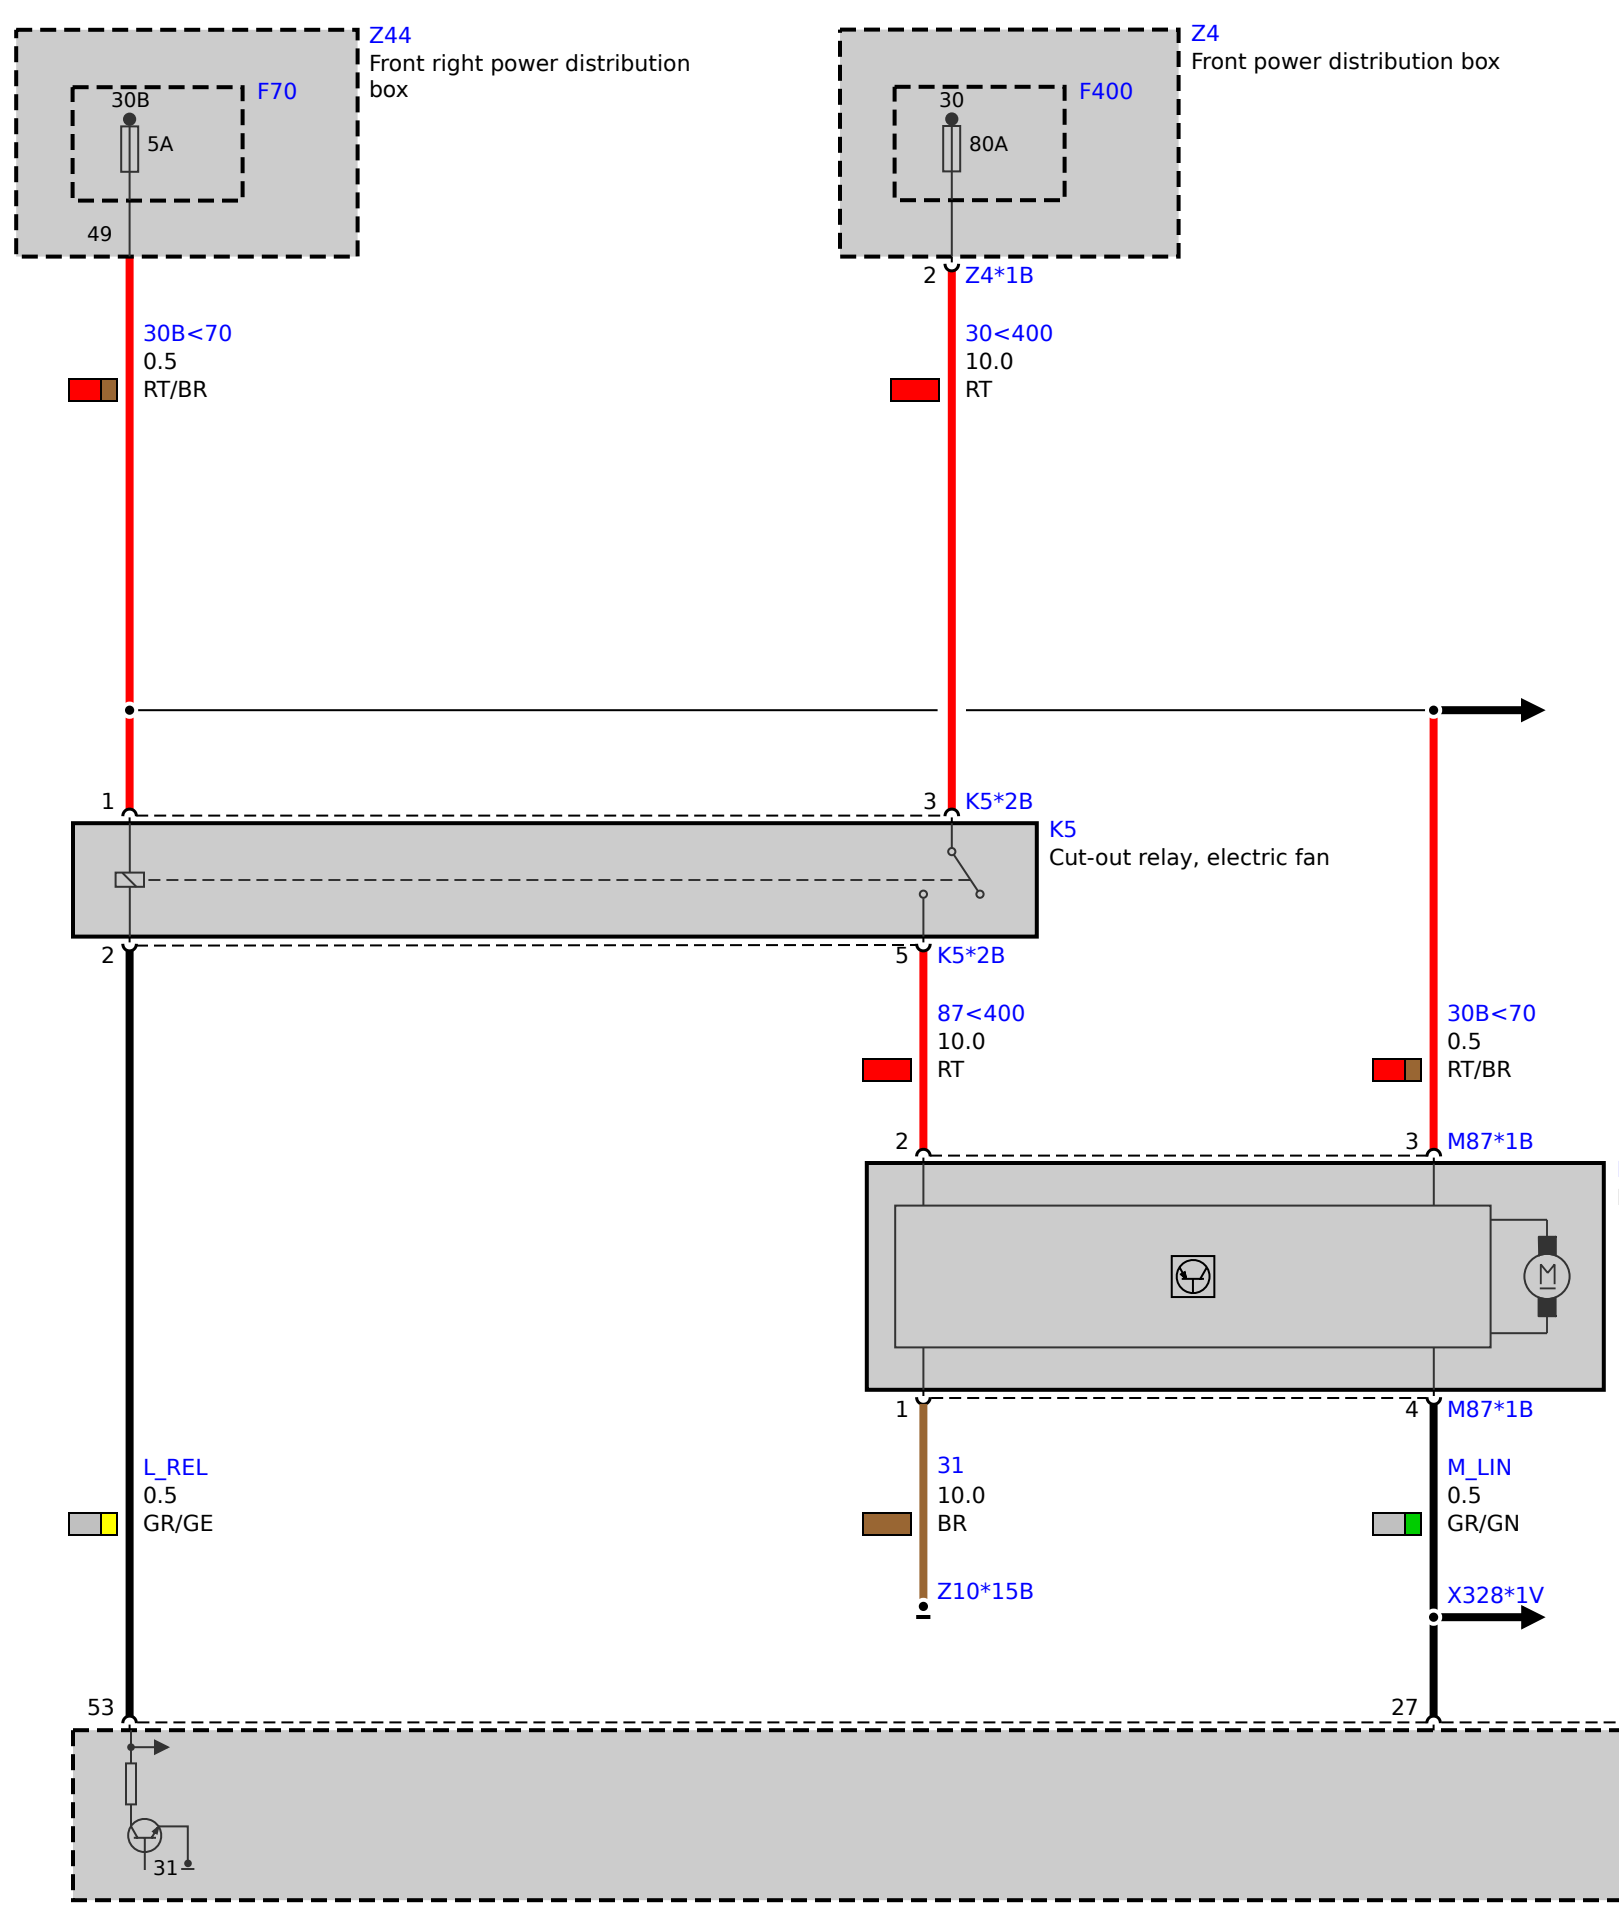 Z44
Front right power distribution
box
F70
30B
5A
49
Z4
Front power distribution box
F400
30
80A
2 Z4*1B
30B<70
0.5
RT/BR
30<400
10.0
RT
1
3 K5*2B
K5
Cut-out relay, electric fan
2
5 K5*2B
87<400
10.0
RT
30B<70
0.5
RT/BR
2
3 M87*1B
M
1
4 M87*1B
L_REL
0.5
GR/GE
31
10.0
BR
M_LIN
0.5
GR/GN
Z10*15B
X328*1V
53
27
31